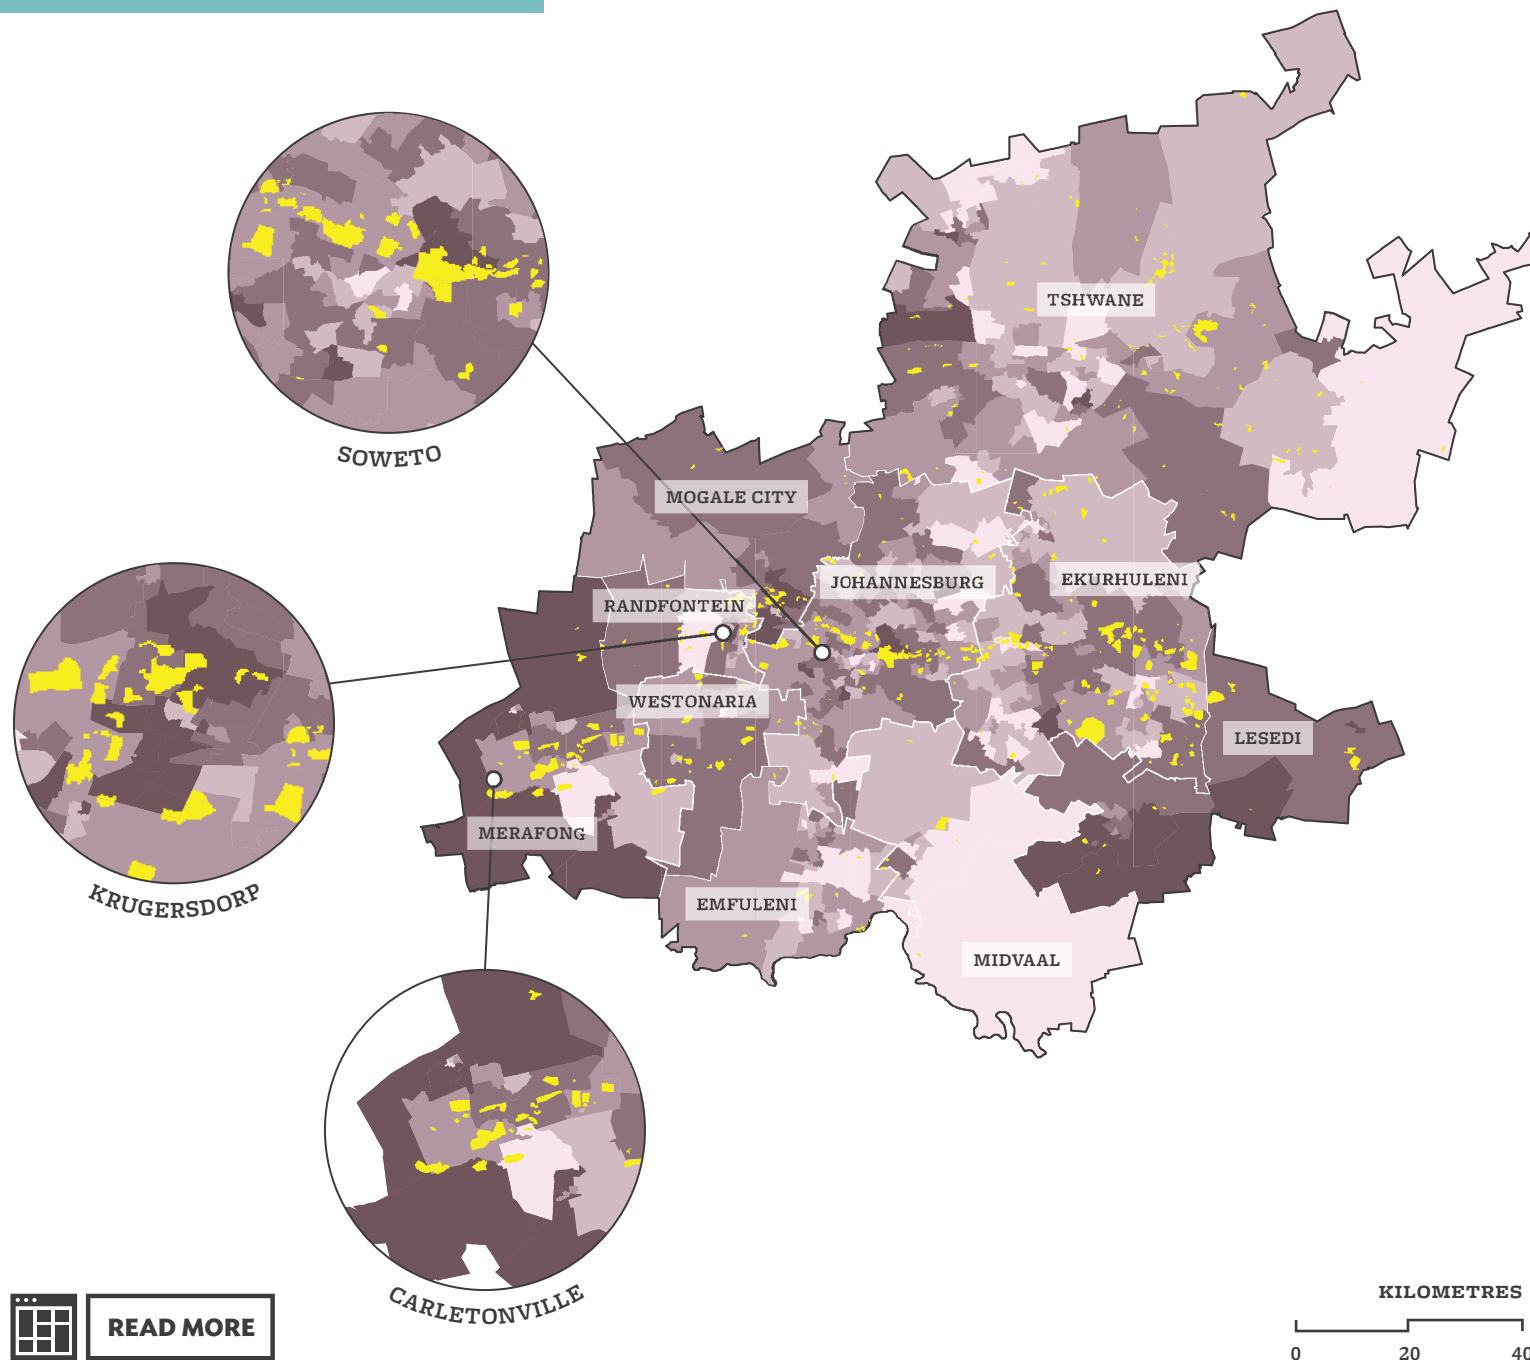 TSHWANE
SOWETO
MOGALE CITY
JOHANNESBURG
EKURHULENI
RANDFONTEIN
WESTONARIA
LESEDI
MERAFONG
KRUGERSDORP
EMFULENI
MIDVAAL
CARLETONVILLE
KILOMETRES
READ MORE
0 20 40